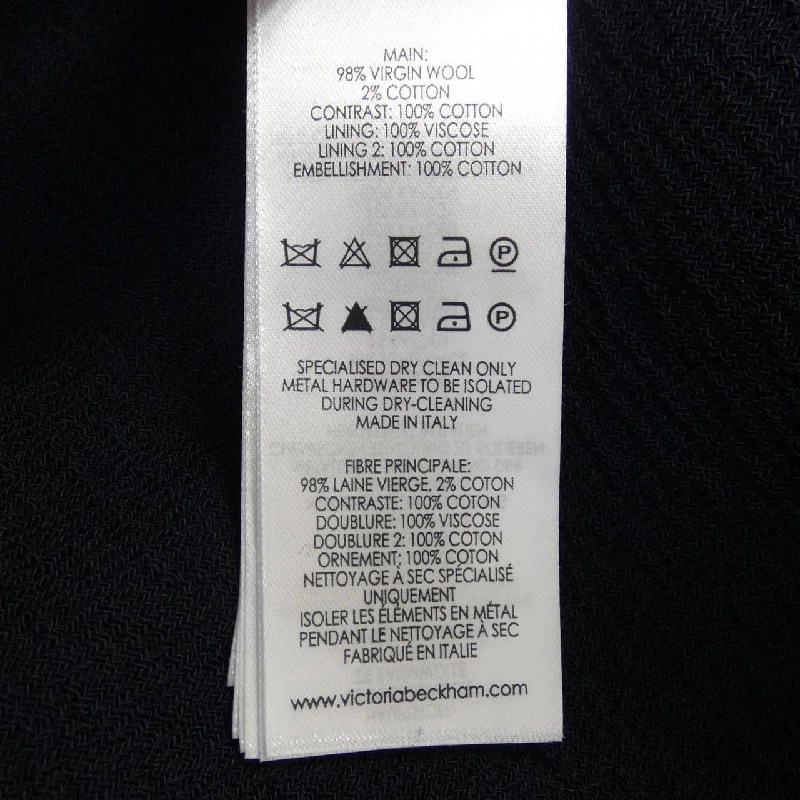 MAIN:
98% VIRGIN WOOL
2% COTTON
CONTRAST: 100% COTTON
LINING: 100% VISCOSE
LINING 2: 100% COTTON
EMBELLISHMENT: 100% COTTON
P
P
SPECIALISED DRY CLEAN ONLY
METAL HARDWARE TO BE ISOLATED
DURING DRY-CLEANING
MADE IN ITALY
FIBRE PRINCIPALE:
98% LAINE VIERGE, 2% COTON
CONTRASTE: 100% COTON
DOUBLURE: 100% VISCOSE
DOUBLURE 2: 100% COTON
ORNEMENT: 100% COTON
NETTOYAGE À SEC SPÉCIALISÉ
UNIQUEMENT
ISOLER LES ÉLÉMENTS EN MÉTAL
PENDANT LE NETTOYAGE À SEC
FABRIQUÉ EN ITALIE
www.victoriabeckham.com